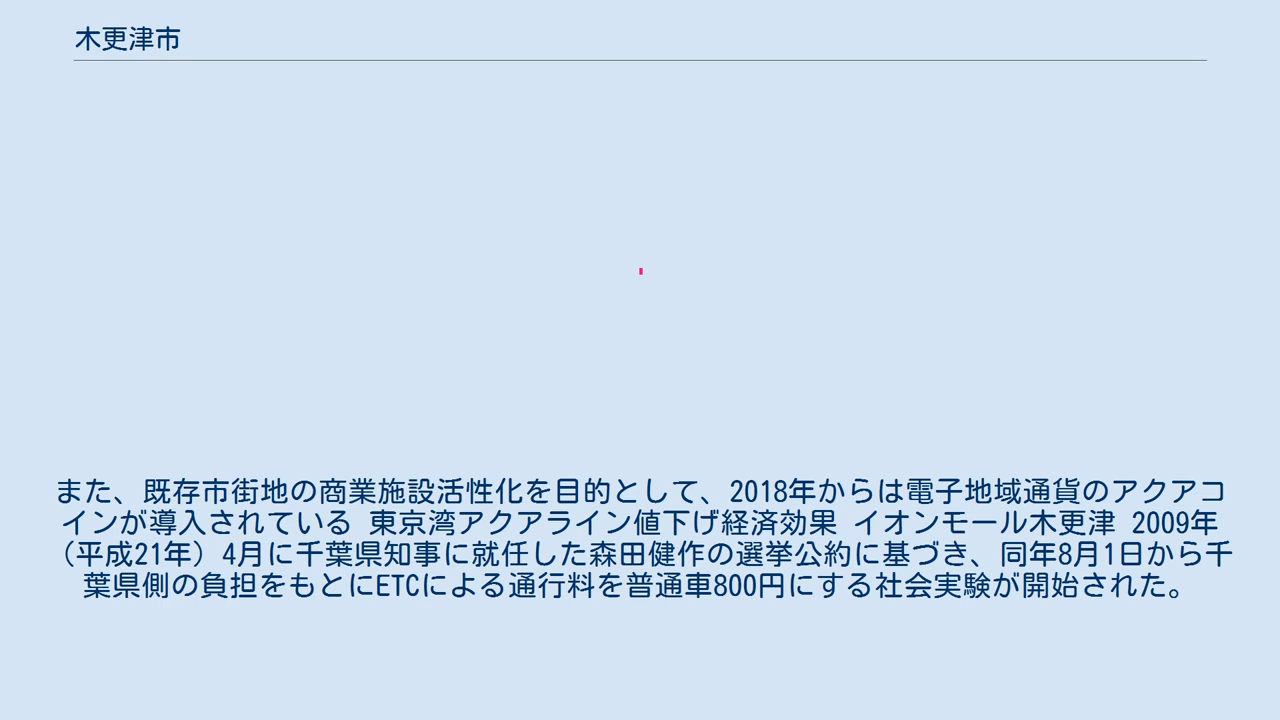 木更津市
また、既存市街地の商業施設活性化を目的として、2018年からは電子地域通貨のアクアコ
インが導入されている 東京湾アクアライン値下げ経済効果 イオンモール木更津 2009年
（平成21年）4月に千葉県知事に就任した森田健作の選挙公約に基づき、同年8月1日から千
葉県側の負担をもとにETCによる通行料を普通車800円にする社会実験が開始された。